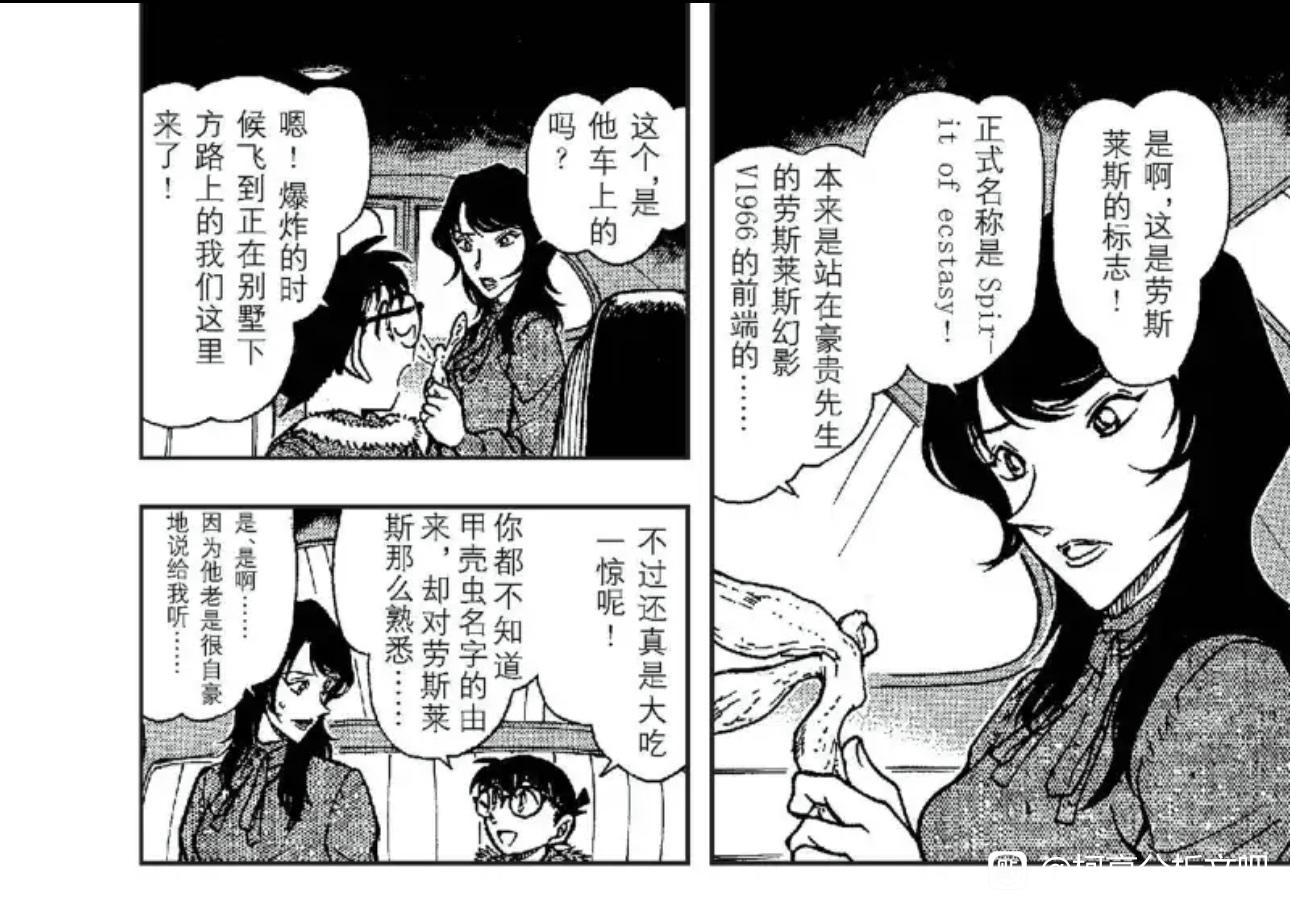 是啊,这是劳斯
莱斯的标志!
正式名称是 Spir-
it of ecstasy!
本来是站在豪贵先生
的劳斯莱斯幻影
VI1966的前端的……
这个,是
他车上的
吗?
嗯!爆炸的时
候飞到正在别墅下
方路上的我们这里
来了!
不过还真是大吃
一惊呢!
你都不知道
甲壳虫名字的由
来,却对劳斯莱
斯那么熟悉……
是、是啊……
因为他老是很自豪
地说给我听……